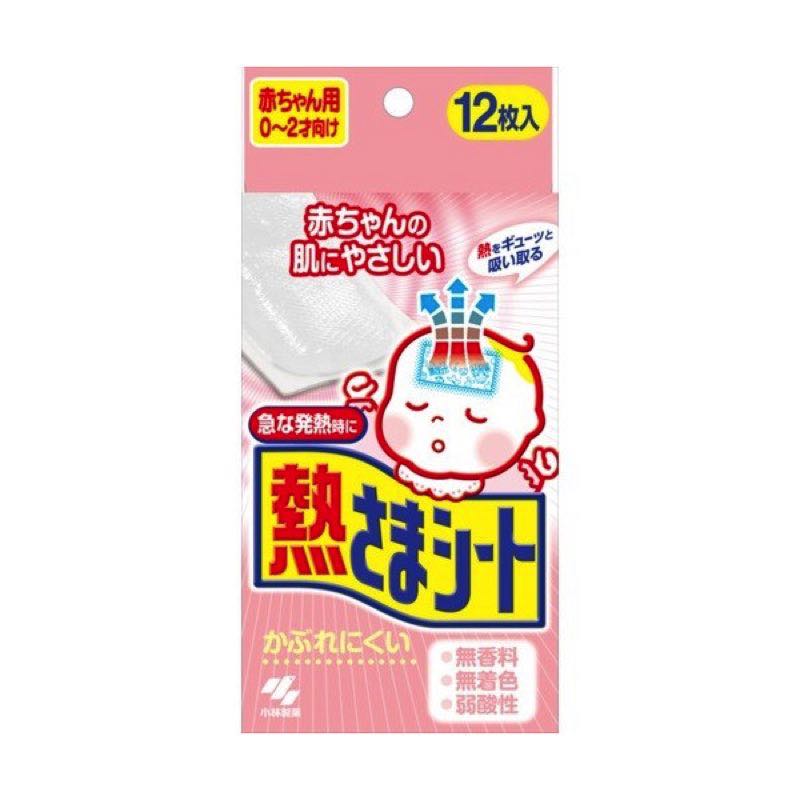 赤ちゃん用
0〜2才向け
12枚入
赤ちゃんの
肌にやさしい
熱をギューッと
吸い取る
急な発熱時に
熱さまシート
かぶれにくい
●無香料
●無着色
●弱酸性
小林製薬